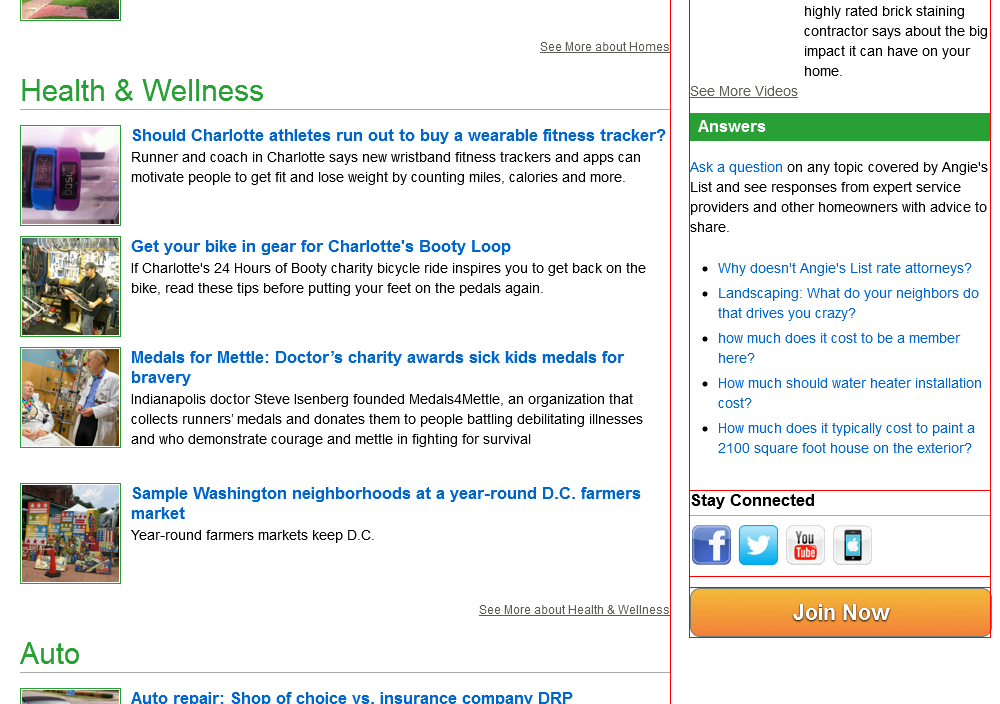 See More about Homes
Health & Wellness
Should Charlotte athletes run out to buy a wearable fitness tracker?
Runner and coach in Charlotte says new wristband fitness trackers and apps can
motivate people to get fit and lose weight by counting miles, calories and more.
Get your bike in gear for Charlotte's Booty Loop
If Charlotte's 24 Hours of Booty charity bicycle ride inspires you to get back on the
bike, read these tips before putting your feet on the pedals again.
Medals for Mettle: Doctor’s charity awards sick kids medals for
bravery
Indianapolis doctor Steve Isenberg founded Medals4Mettle, an organization that
collects runners’ medals and donates them to people battling debilitating illnesses
and who demonstrate courage and mettle in fighting for survival
Sample Washington neighborhoods at a year-round D.C. farmers
market
Year-round farmers markets keep D.C.
See More about Health & Wellness
Auto
Auto repair: Shop of choice vs. insurance company DRP
highly rated brick staining
contractor says about the big
impact it can have on your
home.
See More Videos
Answers
Ask a question on any topic covered by Angie's
List and see responses from expert service
providers and other homeowners with advice to
share.
Why doesn't Angie's List rate attorneys?
Landscaping: What do your neighbors do
that drives you crazy?
how much does it cost to be a member
here?
How much should water heater installation
cost?
How much does it typically cost to paint a
2100 square foot house on the exterior?
Stay Connected
You
Tube
Join Now